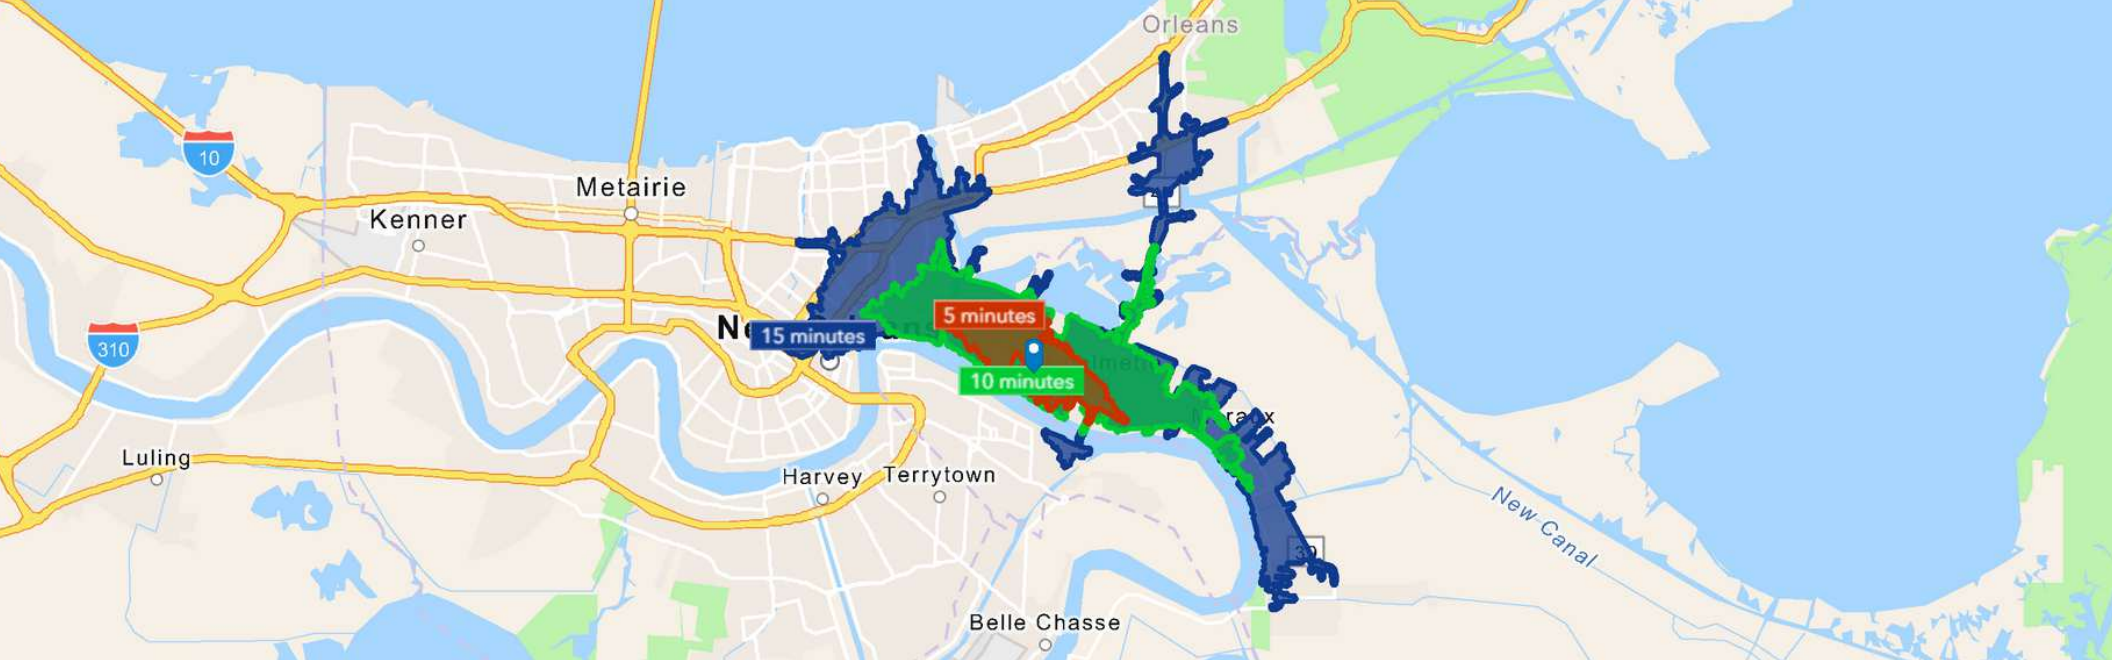 Orleans
10
Metairie
Kenner
5 minutes
15 minutes
310
10 minutes
Luling
Harvey
Terrytown
New Canal
Belle Chasse